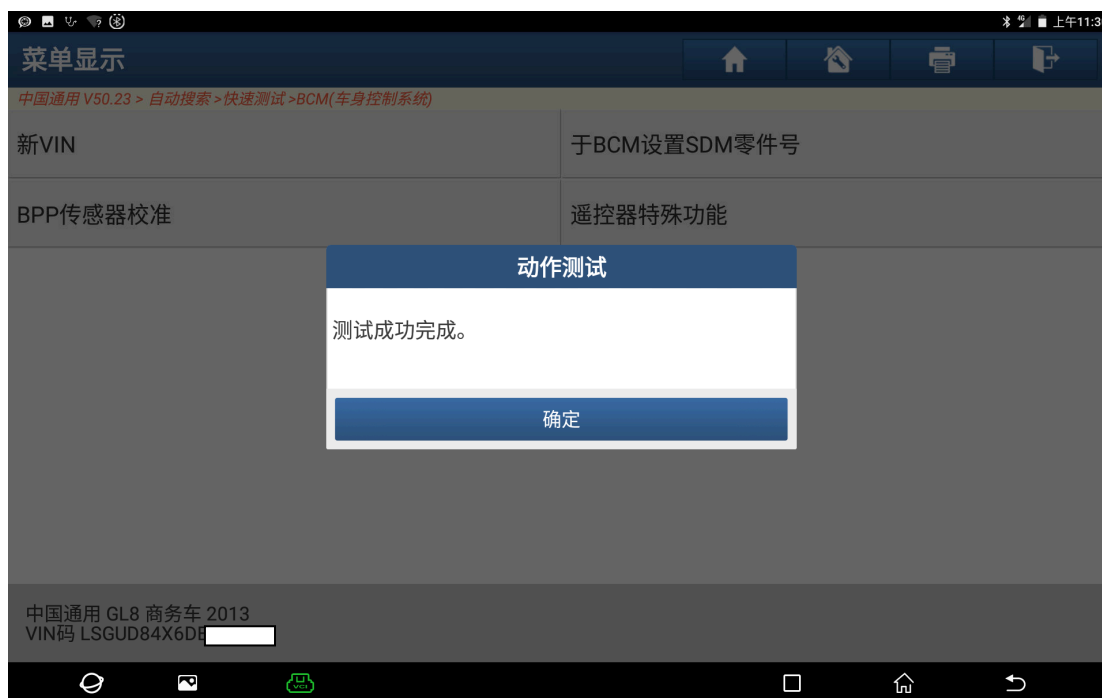 上午11:3
菜单显示
中国通用 V50.23 > 自动搜索 >快速测试 >BCM(车身控制系统)
新VIN
于BCM设置SDM零件号
BPP传感器校准
遥控器特殊功能
动作测试
测试成功完成。
确定
中国通用 GL8 商务车 2013
VIN码 LSGUD84X6D
VCI